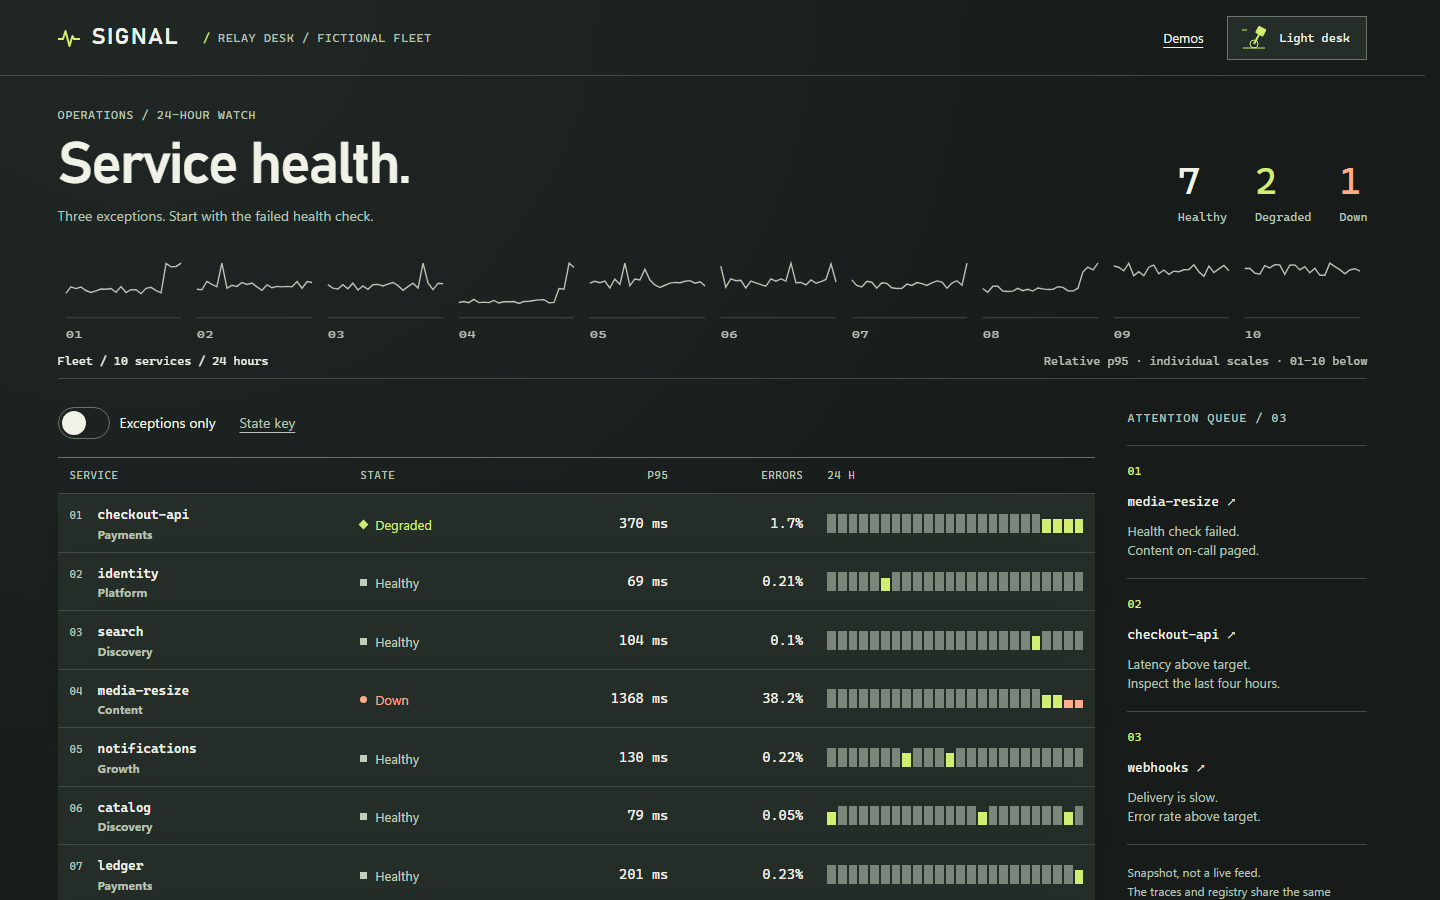 SIGNAL
/ RELAY DESK / FICTIONAL FLEET
Demos
Light desk
OPERATIONS / 24-HOUR WATCH
Service health.
Three exceptions. Start with the failed health check.
7 2 1
Healthy Degraded Down
01 02 03 04 05 06 07 08 09 10
Fleet / 10 services / 24 hours
Relative p95 · individual scales · 01–10 below
Exceptions only
State key
SERVICE STATE P95 ERRORS 24 H
01 checkout-api Degraded 370 ms 1.7%
Payments
02 identity Healthy 69 ms 0.21%
Platform
03 search Healthy 104 ms 0.1%
Discovery
04 media-resize Down 1368 ms 38.2%
Content
05 notifications Healthy 130 ms 0.22%
Growth
06 catalog Healthy 79 ms 0.05%
Discovery
07 ledger Healthy 201 ms 0.23%
Payments
ATTENTION QUEUE / 03
01
media-resize ↗
Health check failed.
Content on-call paged.
02
checkout-api ↗
Latency above target.
Inspect the last four hours.
03
webhooks ↗
Delivery is slow.
Error rate above target.
Snapshot, not a live feed.
The traces and registry share the same